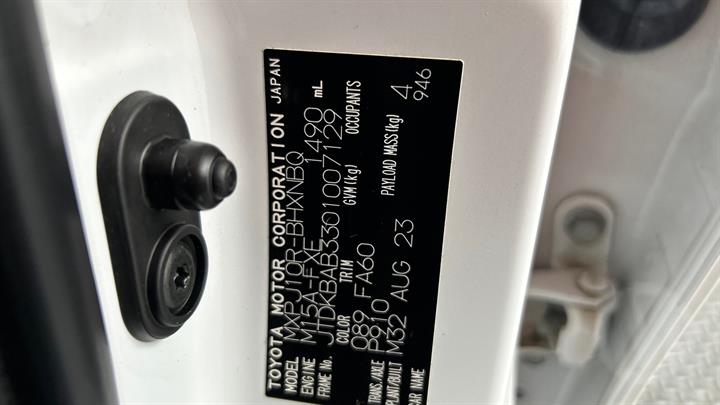 TOYOTA MOTOR CORPORATION JAPAN
MODEL MXPJ10R-BHXNBQ
ENGINE M15A-FXE 1490 mL
FRAME No. JTDKBAB3301007129
COLOR TRIM GVM(kg) OCCUPANTS
089 FA60 4
TRANS./AXLE P910 PAYLOAD MASS(kg) 946
PLANT/BUILT M32 AUG 23
CAR NAME